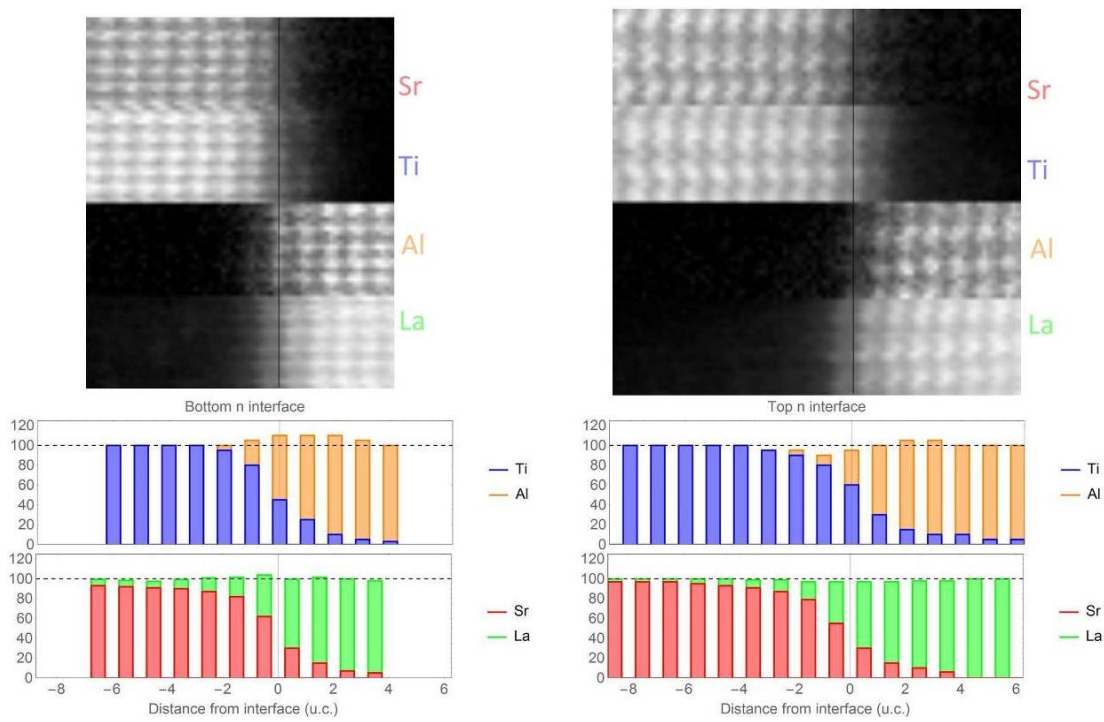 Sr
Ti
Al
La
Sr
Ti
Al
La
Bottom n interface
120
100
80
60
40
20
0
Ti
Al
120
100
80
60
40
20
0
Sr
La
−8 −6 −4 −2 0 2 4 6
Distance from interface (u.c.)
Top n interface
120
100
80
60
40
20
0
Ti
Al
120
100
80
60
40
20
0
Sr
La
−8 −6 −4 −2 0 2 4 6
Distance from interface (u.c.)